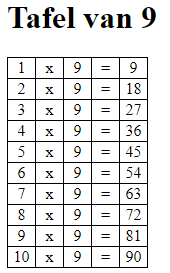 Tafel van 9
1 x 9 = 9
2 x 9 = 18
3 x 9 = 27
4 x 9 = 36
5 x 9 = 45
6 x 9 = 54
7 x 9 = 63
8 x 9 = 72
9 x 9 = 81
10 x 9 = 90